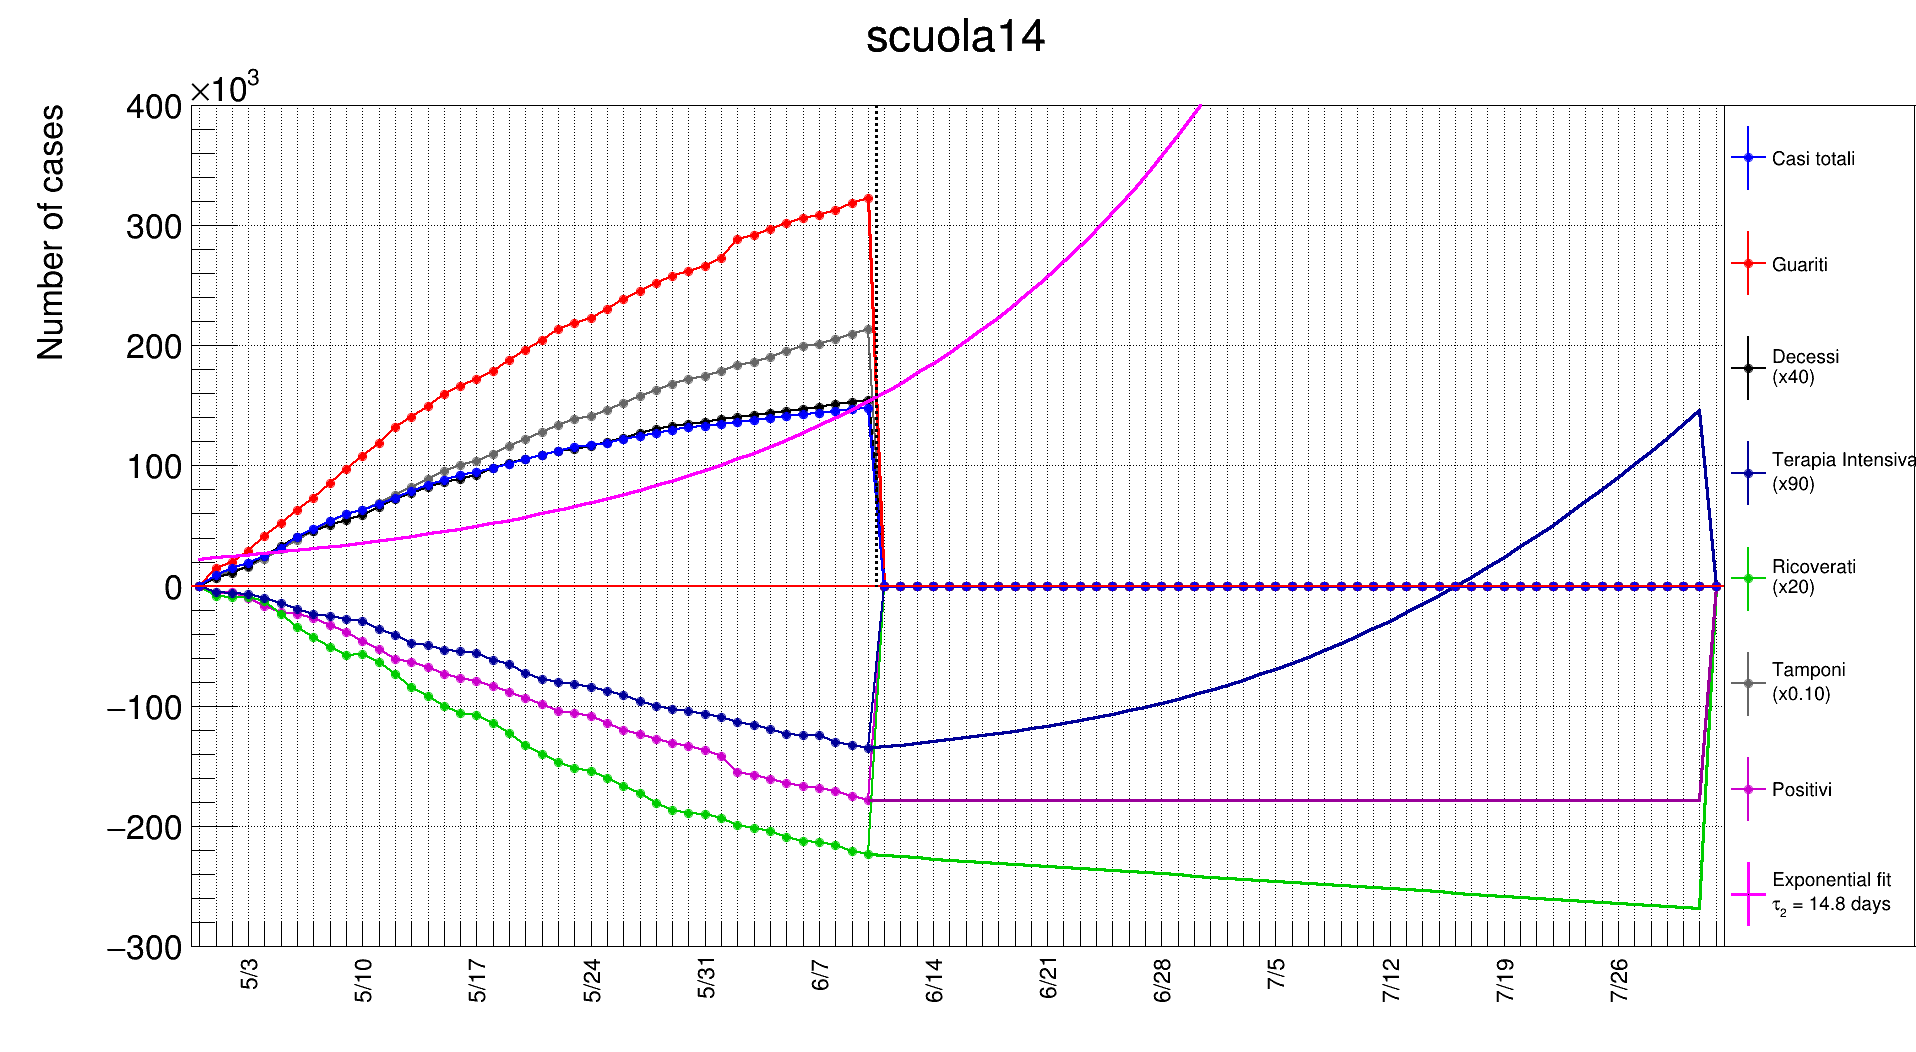 scuola14
×10³
Number of cases
400
300
200
100
0
−100
−200
−300
5/3
5/10
5/17
5/24
5/31
6/7
6/14
6/21
6/28
7/5
7/12
7/19
7/26
Casi totali
Guariti
Decessi
(x40)
Terapia Intensiva
(x90)
Ricoverati
(x20)
Tamponi
(x0.10)
Positivi
Exponential fit
τ₂ = 14.8 days